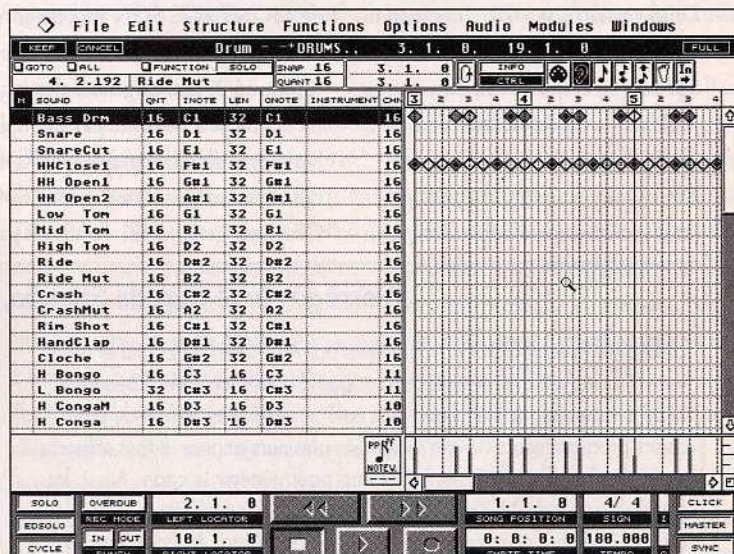 File Edit Structure Functions Options Audio Modules Windows
KEEP CANCEL Drum - -*DRUMS.. 3. 1. 0 19. 1. 0 FULL
GOTO ALL FUNCTION SOLO SNAP 16 3. 1. 0 INFO
4. 2.192 Ride Mut QUANT 16 3. 1. 0 CTRL In
M SOUND QNT INOTE LEN ONOTE INSTRUMENT CHN 3 2 3 4 4 2 3 4 5 2 3 4
Bass Drm 16 C1 32 C1 16
Snare 16 D1 32 D1 16
SnareCut 16 E1 32 E1 16
HHClose1 16 F#1 32 F#1 16
HH Open1 16 G#1 32 G#1 16
HH Open2 16 A#1 32 A#1 16
Low Tom 16 G1 32 G1 16
Mid Tom 16 B1 32 B1 16
High Tom 16 D2 32 D2 16
Ride 16 D#2 32 D#2 16
Ride Mut 16 B2 32 B2 16
Crash 16 C#2 32 C#2 16
CrashMut 16 A2 32 A2 16
Rim Shot 16 C#1 32 C#1 16
HandClap 16 D#1 32 D#1 16
Cloche 16 G#2 32 G#2 16
H Bongo 16 C3 16 C3 11
L Bongo 32 C#3 16 C#3 11
H CongaM 16 D3 16 D3 10
H Conga 16 D#3 16 D#3 10
NOTEV.
SOLO OVERDUB 2. 1. 0 1. 1. 0 4/ 4 CLICK
EDSOLO REC MODE LEFT LOCATOR SONG POSITION SIGN MASTER
CYCLE IN OUT 10. 1. 0 0: 0: 0: 0 180.000 SYNC
PUNCH RIGHT LOCATOR SMPTE TIME TEMPO